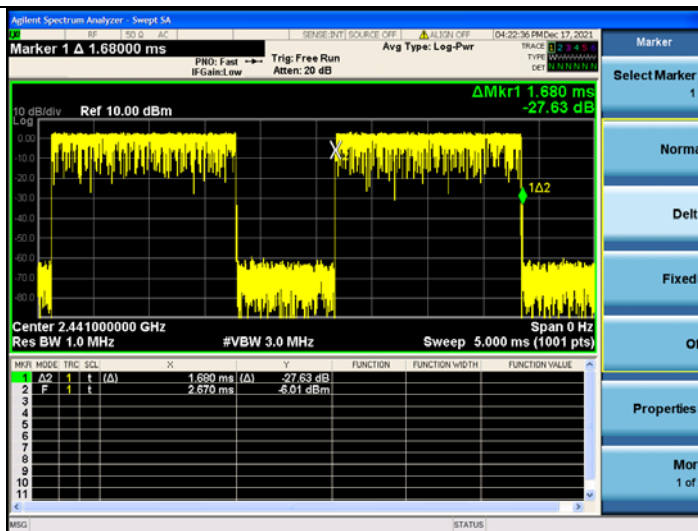 Agilent Spectrum Analyzer - Swept SA
RF 50 Ω AC SENSE:INT SOURCE OFF ALIGN OFF 04:22:36 PM Dec 17, 2021
Marker 1 Δ 1.68000 ms
PNO: Fast
IFGain:Low
Trig: Free Run
Atten: 20 dB
Avg Type: Log-Pwr
TRACE 1 2 3 4 5 6
TYPE
DET N N N N N N
ΔMkr1 1.680 ms
-27.63 dB
10 dB/div Ref 10.00 dBm
Log
0.00
-10.0
-20.0
-30.0
-40.0
-50.0
-60.0
-70.0
-80.0
2
1Δ2
Center 2.441000000 GHz Span 0 Hz
Res BW 1.0 MHz #VBW 3.0 MHz Sweep 5.000 ms (1001 pts)
MKR MODE TRC SCL X Y FUNCTION FUNCTION WIDTH FUNCTION VALUE
1 Δ2 1 t (Δ) 1.680 ms (Δ) -27.63 dB
2 F 1 t 2.670 ms -6.01 dBm
3
4
5
6
7
8
9
10
11
MSG STATUS
Marker
Select Marker
1
Norma
Delt
Fixed
Of
Properties
Mor
1 of